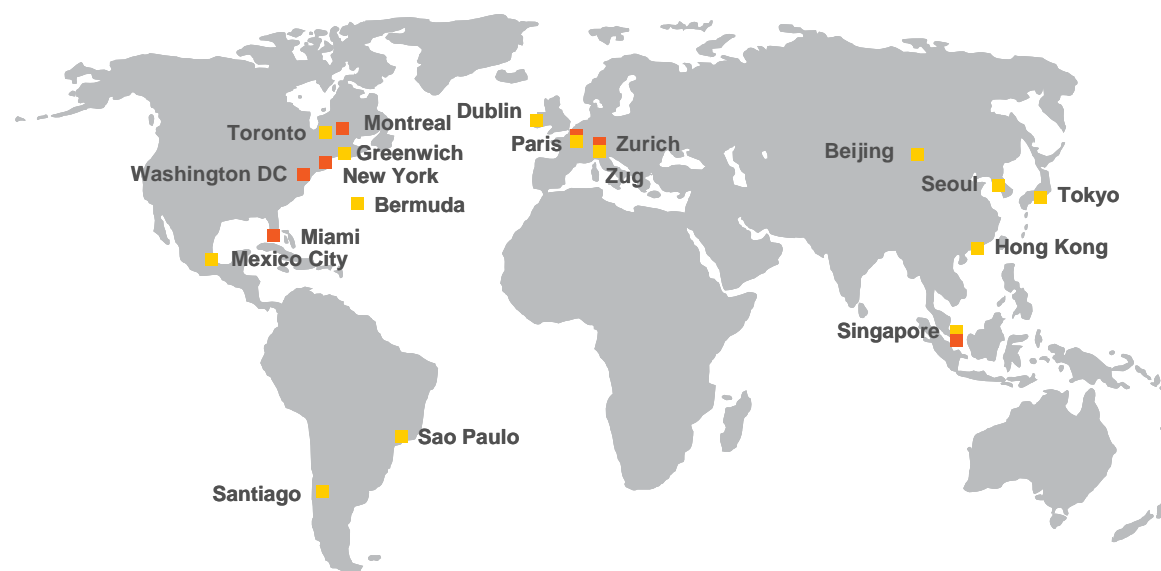 Dublin
Toronto
Montreal
Paris
Zurich
Greenwich
Beijing
Washington DC
New York
Zug
Seoul
Tokyo
Bermuda
Miami
Hong Kong
Mexico City
Singapore
Sao Paulo
Santiago